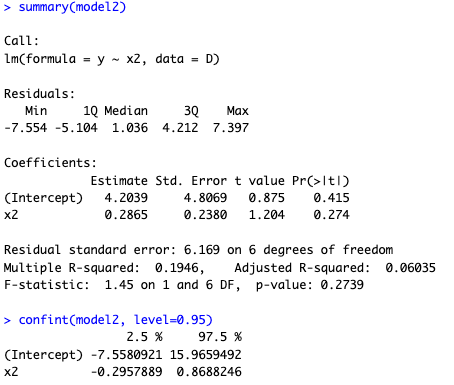 > summary(model2)
Call:
lm(formula = y ~ x2, data = D)
Residuals:
   Min     1Q Median     3Q    Max
-7.554 -5.104  1.036  4.212  7.397
Coefficients:
            Estimate Std. Error t value Pr(>|t|)
(Intercept)   4.2039     4.8069   0.875    0.415
x2            0.2865     0.2380   1.204    0.274
Residual standard error: 6.169 on 6 degrees of freedom
Multiple R-squared:  0.1946,    Adjusted R-squared:  0.06035
F-statistic:  1.45 on 1 and 6 DF,  p-value: 0.2739
> confint(model2, level=0.95)
                 2.5 %     97.5 %
(Intercept) -7.5580921 15.9659492
x2          -0.2957889  0.8688246